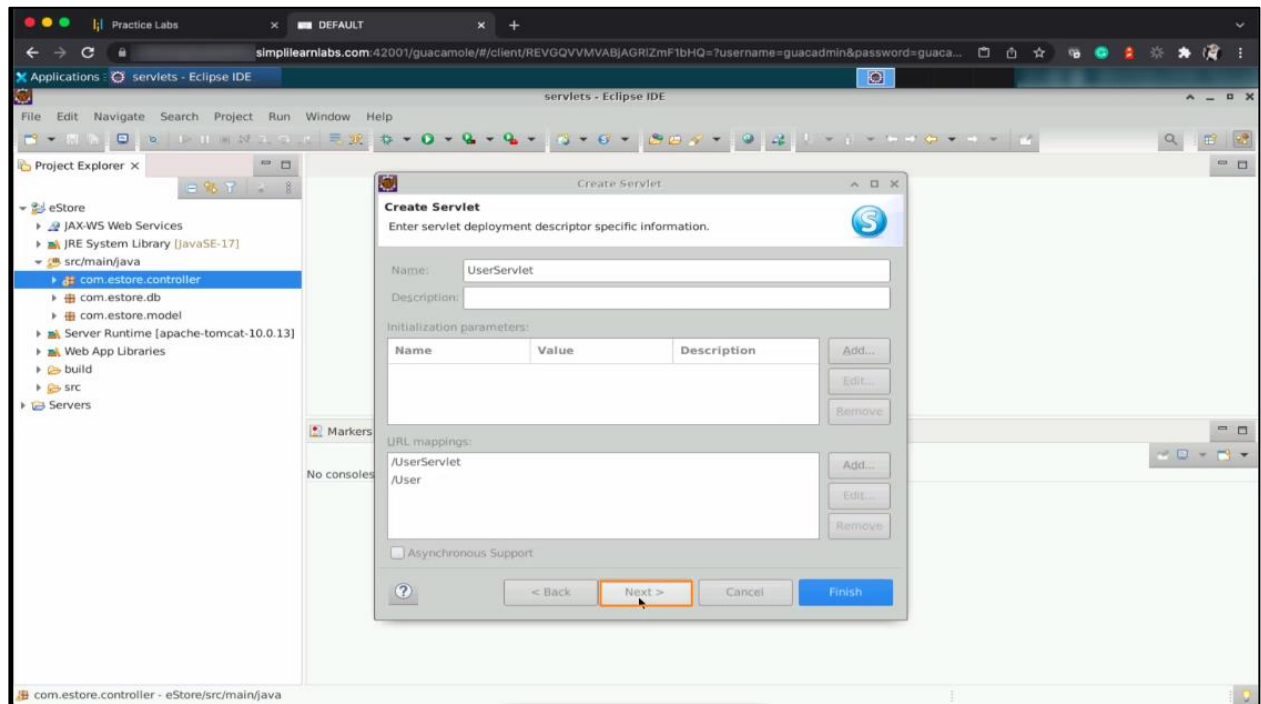 Practice Labs
DEFAULT
simplilearnlabs.com:42001/guacamole/#/client/REVGQVVMVABjAGRlZmF1bHQ=?username=guacadmin&password=guaca...
Applications : servlets - Eclipse IDE
servlets - Eclipse IDE
File Edit Navigate Search Project Run Window Help
Project Explorer
eStore
JAX-WS Web Services
JRE System Library [JavaSE-17]
src/main/java
com.estore.controller
com.estore.db
com.estore.model
Server Runtime [apache-tomcat-10.0.13]
Web App Libraries
build
src
Servers
Markers
No consoles
Create Servlet
Create Servlet
Enter servlet deployment descriptor specific information.
Name: UserServlet
Description:
Initialization parameters:
Name Value Description
Add...
Edit...
Remove
URL mappings:
/UserServlet
/User
Add...
Edit...
Remove
Asynchronous Support
? < Back Next > Cancel Finish
com.estore.controller - eStore/src/main/java